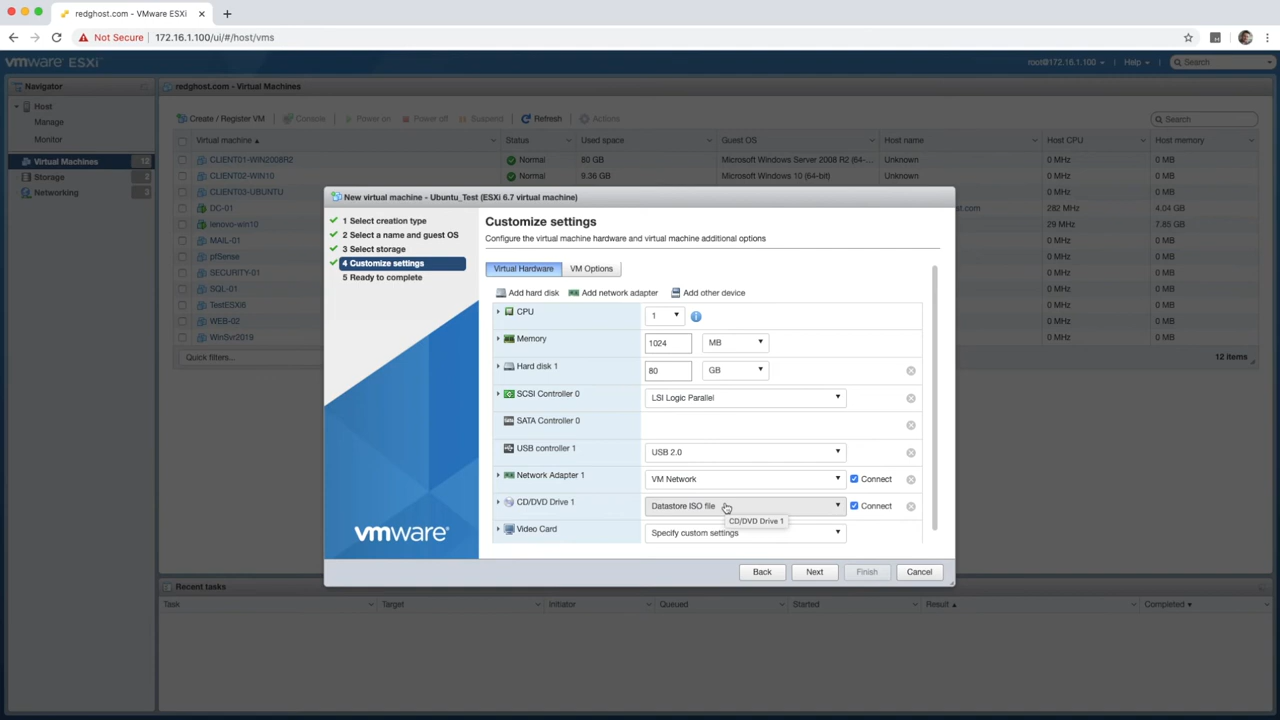 redghost.com - VMware ESXi
Not Secure 172.16.1.100/ui/#/host/vms
vmware ESXi root@172.16.1.100 Help Search
Navigator redghost.com - Virtual Machines
Host
Manage
Monitor
Virtual Machines 12
Storage
Networking 3
Create / Register VM Console Power on Power off Suspend Refresh Actions Search
Virtual machine Status Used space Guest OS Host name Host CPU Host memory
CLIENT01-WIN2008R2 Normal 80 GB Microsoft Windows Server 2008 R2 (64-... Unknown 0 MHz 0 MB
CLIENT02-WIN10 Normal 9.36 GB Microsoft Windows 10 (64-bit) Unknown 0 MHz 0 MB
CLIENT03-UBUNTU 0 MHz 0 MB
DC-01 st.com 282 MHz 4.04 GB
lenovo-win10 29 MHz 7.85 GB
MAIL-01 0 MHz 0 MB
pfSense 0 MHz 0 MB
SECURITY-01 0 MHz 0 MB
SQL-01 0 MHz 0 MB
TestESXi6 0 MHz 0 MB
WEB-02 0 MHz 0 MB
WinSvr2019 0 MHz 0 MB
Quick filters... 12 items
New virtual machine - Ubuntu_Test (ESXi 6.7 virtual machine)
1 Select creation type
2 Select a name and guest OS
3 Select storage
4 Customize settings
5 Ready to complete
vmware
Customize settings
Configure the virtual machine hardware and virtual machine additional options
Virtual Hardware VM Options
Add hard disk Add network adapter Add other device
CPU 1
Memory 1024 MB
Hard disk 1 80 GB
SCSI Controller 0 LSI Logic Parallel
SATA Controller 0
USB controller 1 USB 2.0
Network Adapter 1 VM Network Connect
CD/DVD Drive 1 Datastore ISO file Connect
CD/DVD Drive 1
Video Card Specify custom settings
Back Next Finish Cancel
Recent tasks
Task Target Initiator Queued Started Result Completed